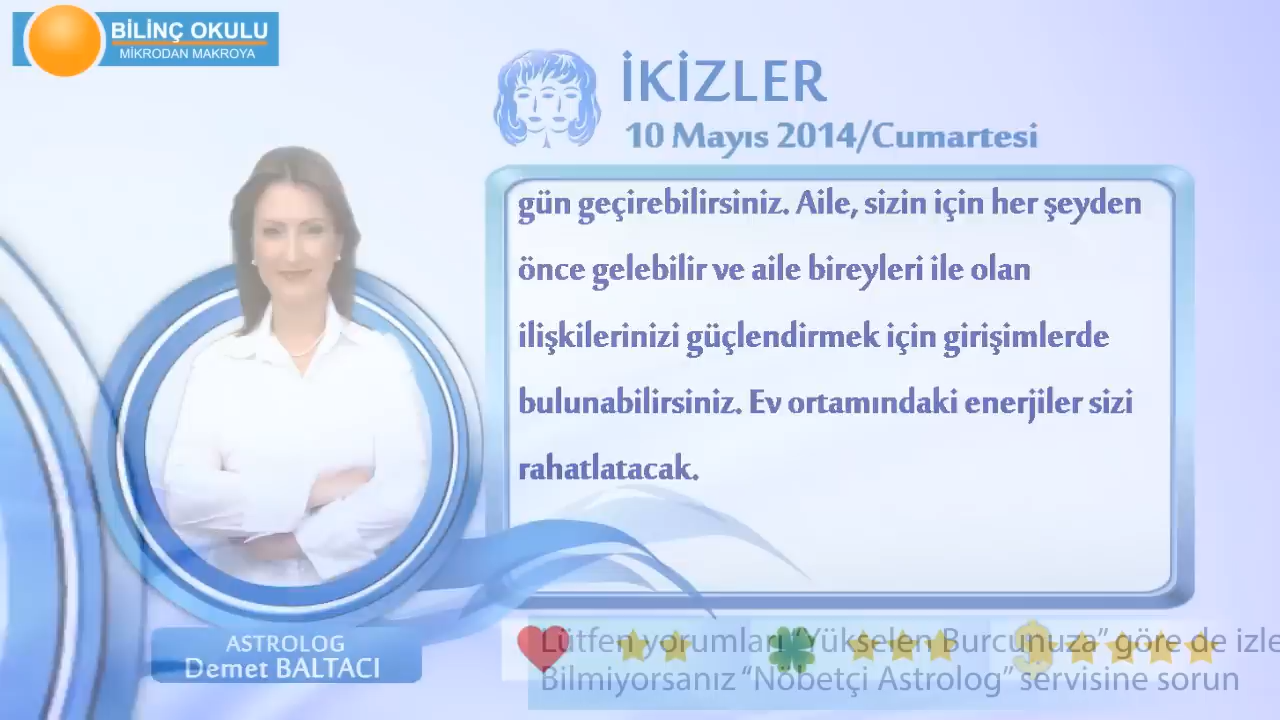 BİLİNÇ OKULU
MİKRODAN MAKROYA
İKİZLER
10 Mayıs 2014/Cumartesi
gün geçirebilirsiniz. Aile, sizin için her şeyden
önce gelebilir ve aile bireyleri ile olan
ilişkilerinizi güçlendirmek için girişimlerde
bulunabilirsiniz. Ev ortamındaki enerjiler sizi
rahatlatacak.
ASTROLOG
Demet BALTACI
Lütfen yorumları “Yükselen Burcunuza” göre de izle
Bilmiyorsanız “Nöbetçi Astrolog” servisine sorun